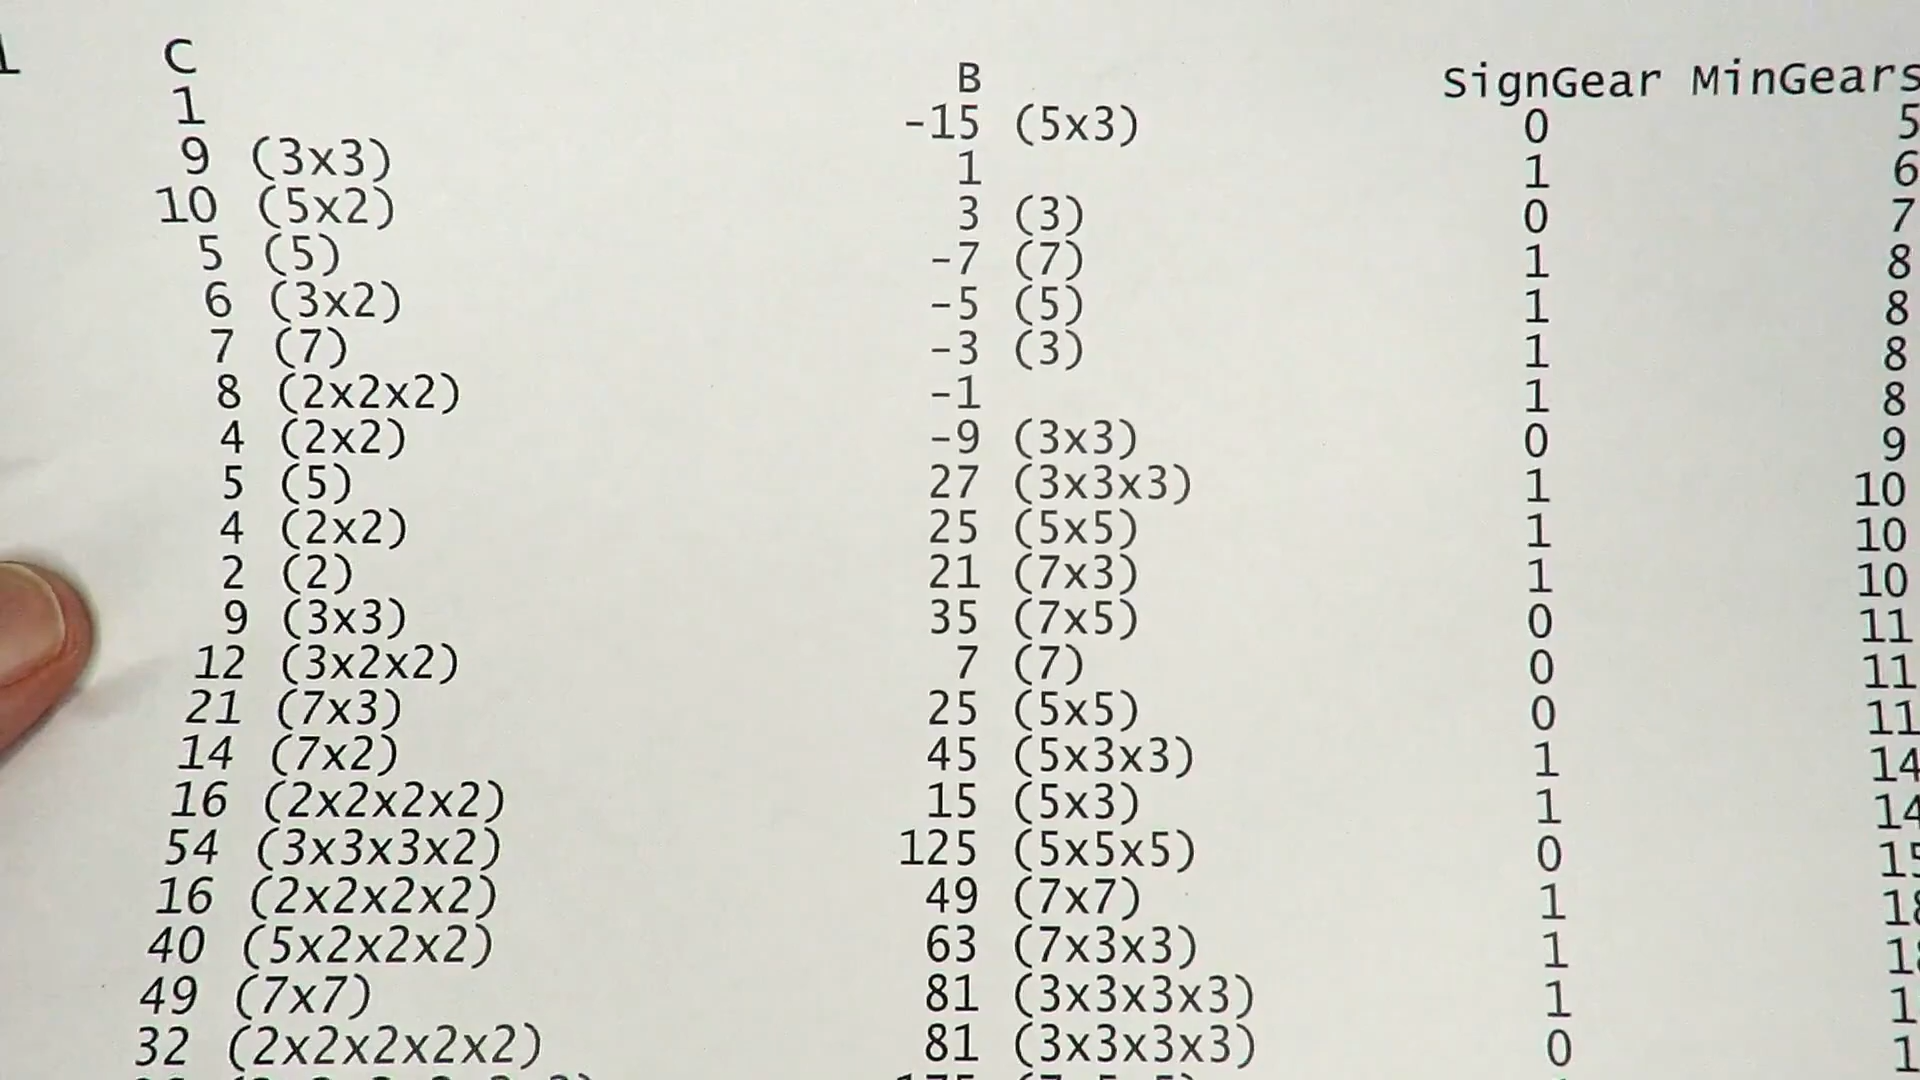 C B SignGear MinGears
1 -15 (5x3) 0 5
9 (3x3) 1 1 6
10 (5x2) 3 (3) 0 7
5 (5) -7 (7) 1 8
6 (3x2) -5 (5) 1 8
7 (7) -3 (3) 1 8
8 (2x2x2) -1 1 8
4 (2x2) -9 (3x3) 0 9
5 (5) 27 (3x3x3) 1 10
4 (2x2) 25 (5x5) 1 10
2 (2) 21 (7x3) 1 10
9 (3x3) 35 (7x5) 0 11
12 (3x2x2) 7 (7) 0 11
21 (7x3) 25 (5x5) 0 11
14 (7x2) 45 (5x3x3) 1 14
16 (2x2x2x2) 15 (5x3) 1 14
54 (3x3x3x2) 125 (5x5x5) 0 15
16 (2x2x2x2) 49 (7x7) 1 18
40 (5x2x2x2) 63 (7x3x3) 1 18
49 (7x7) 81 (3x3x3x3) 1 1
32 (2x2x2x2x2) 81 (3x3x3x3) 0 1